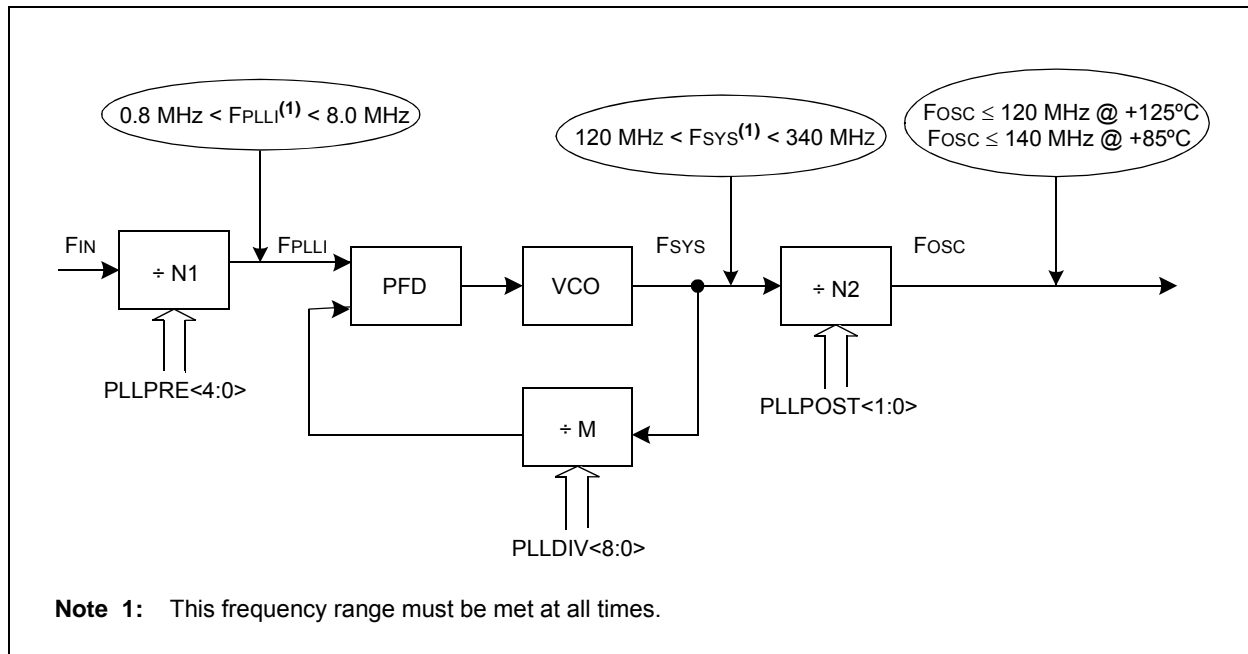 0.8 MHz < FPLLI(1) < 8.0 MHz
120 MHz < FSYS(1) < 340 MHz
FOSC ≤ 120 MHz @ +125ºC
FOSC ≤ 140 MHz @ +85ºC
FIN
÷ N1
FPLLI
PFD
VCO
FSYS
÷ N2
FOSC
PLLPRE<4:0>
÷ M
PLLPOST<1:0>
PLLDIV<8:0>
Note 1: This frequency range must be met at all times.